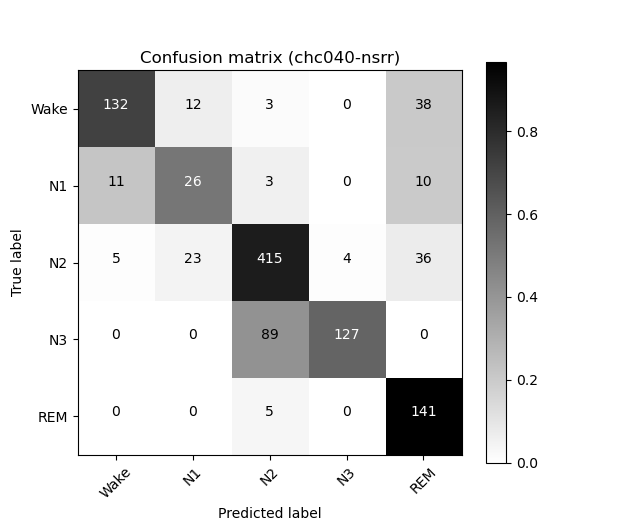 Confusion matrix (chc040-nsrr)
Wake 132 12 3 0 38
N1 11 26 3 0 10
N2 5 23 415 4 36
N3 0 0 89 127 0
REM 0 0 5 0 141
Wake N1 N2 N3 REM
True label
Predicted label
0.8
0.6
0.4
0.2
0.0